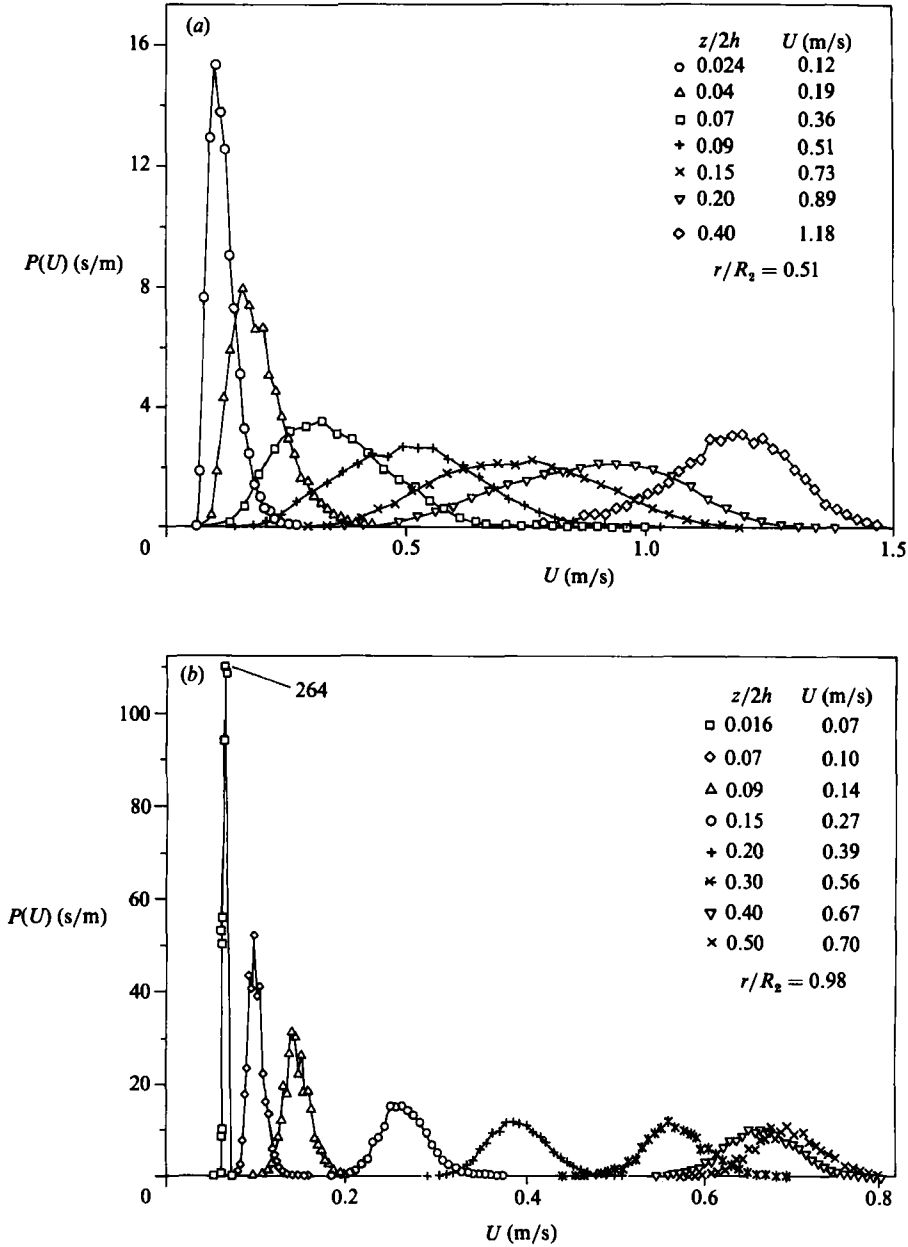 (a)
z/2h U (m/s)
0.024 0.12
0.04 0.19
0.07 0.36
0.09 0.51
0.15 0.73
0.20 0.89
0.40 1.18
r/R₂ = 0.51
16
12
8
4
0
P(U) (s/m)
0.5 1.0 1.5
U (m/s)
(b)
264
z/2h U (m/s)
0.016 0.07
0.07 0.10
0.09 0.14
0.15 0.27
0.20 0.39
0.30 0.56
0.40 0.67
0.50 0.70
r/R₂ = 0.98
100
80
60
40
20
0
P(U) (s/m)
0.2 0.4 0.6 0.8
U (m/s)